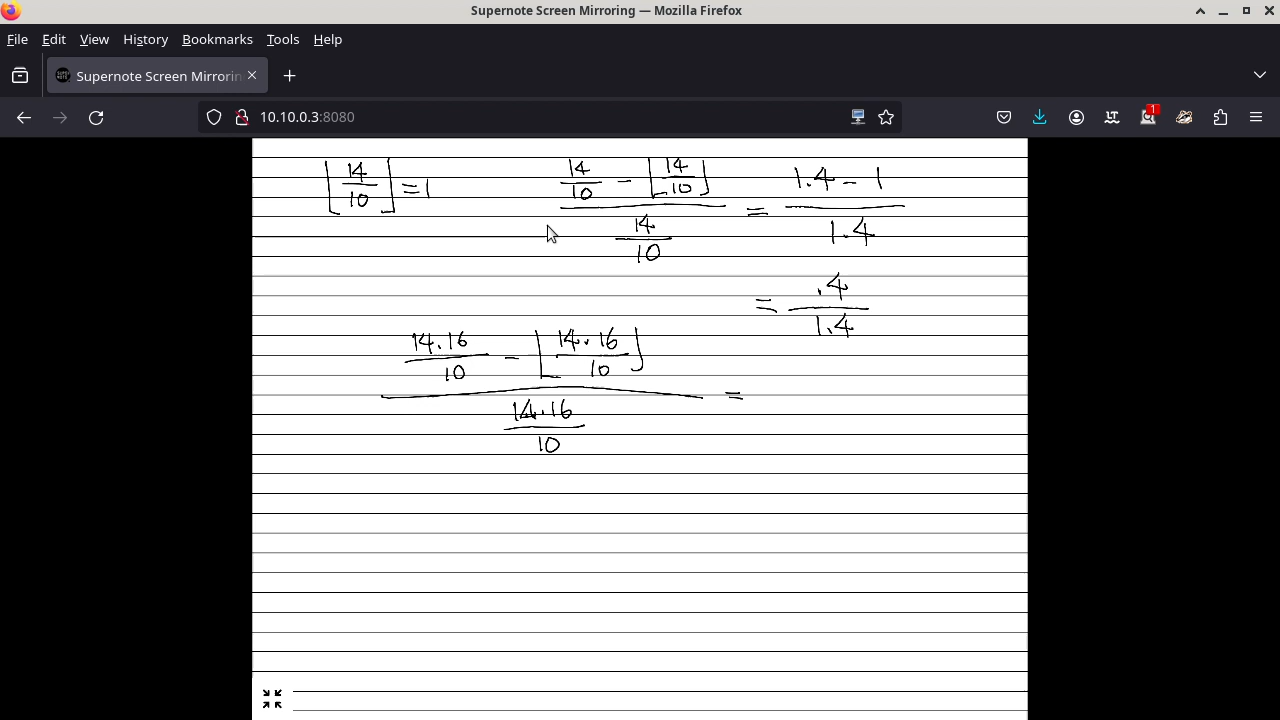 Supernote Screen Mirroring — Mozilla Firefox
File Edit View History Bookmarks Tools Help
Supernote Screen Mirrorin
10.10.0.3:8080
1
⌊14/10⌋ = 1
(14/10 - ⌊14/10⌋) / (14/10) = (1.4 - 1) / 1.4
= .4 / 1.4
(14.16/10 - ⌊14.16/10⌋) / (14.16/10) =